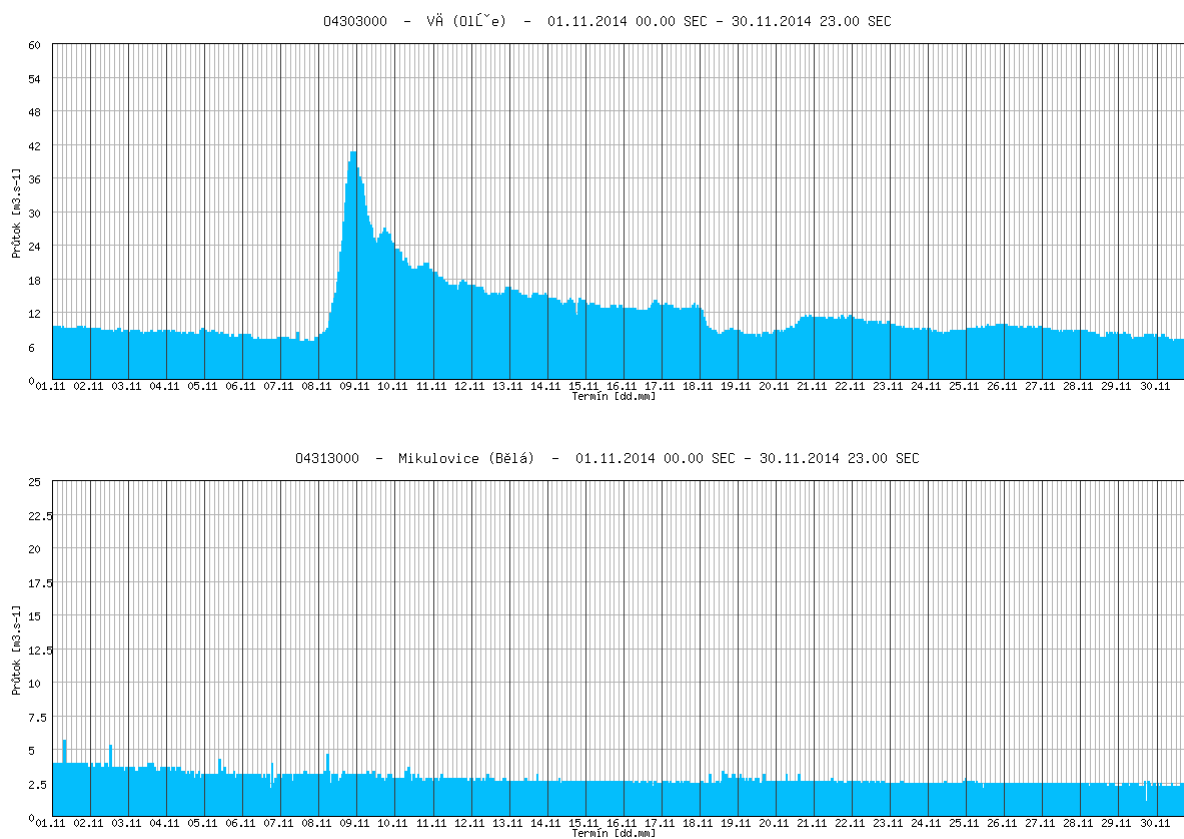 04303000 - VÄ (OlĹˇe) - 01.11.2014 00.00 SEC - 30.11.2014 23.00 SEC
60
54
48
42
36
30
24
18
12
6
0
Průtok [m3.s-1]
01.11 02.11 03.11 04.11 05.11 06.11 07.11 08.11 09.11 10.11 11.11 12.11 13.11 14.11 15.11 16.11 17.11 18.11 19.11 20.11 21.11 22.11 23.11 24.11 25.11 26.11 27.11 28.11 29.11 30.11
Termín [dd.mm]
04313000 - Mikulovice (Bělá) - 01.11.2014 00.00 SEC - 30.11.2014 23.00 SEC
25
22.5
20
17.5
15
12.5
10
7.5
5
2.5
0
Průtok [m3.s-1]
01.11 02.11 03.11 04.11 05.11 06.11 07.11 08.11 09.11 10.11 11.11 12.11 13.11 14.11 15.11 16.11 17.11 18.11 19.11 20.11 21.11 22.11 23.11 24.11 25.11 26.11 27.11 28.11 29.11 30.11
Termín [dd.mm]